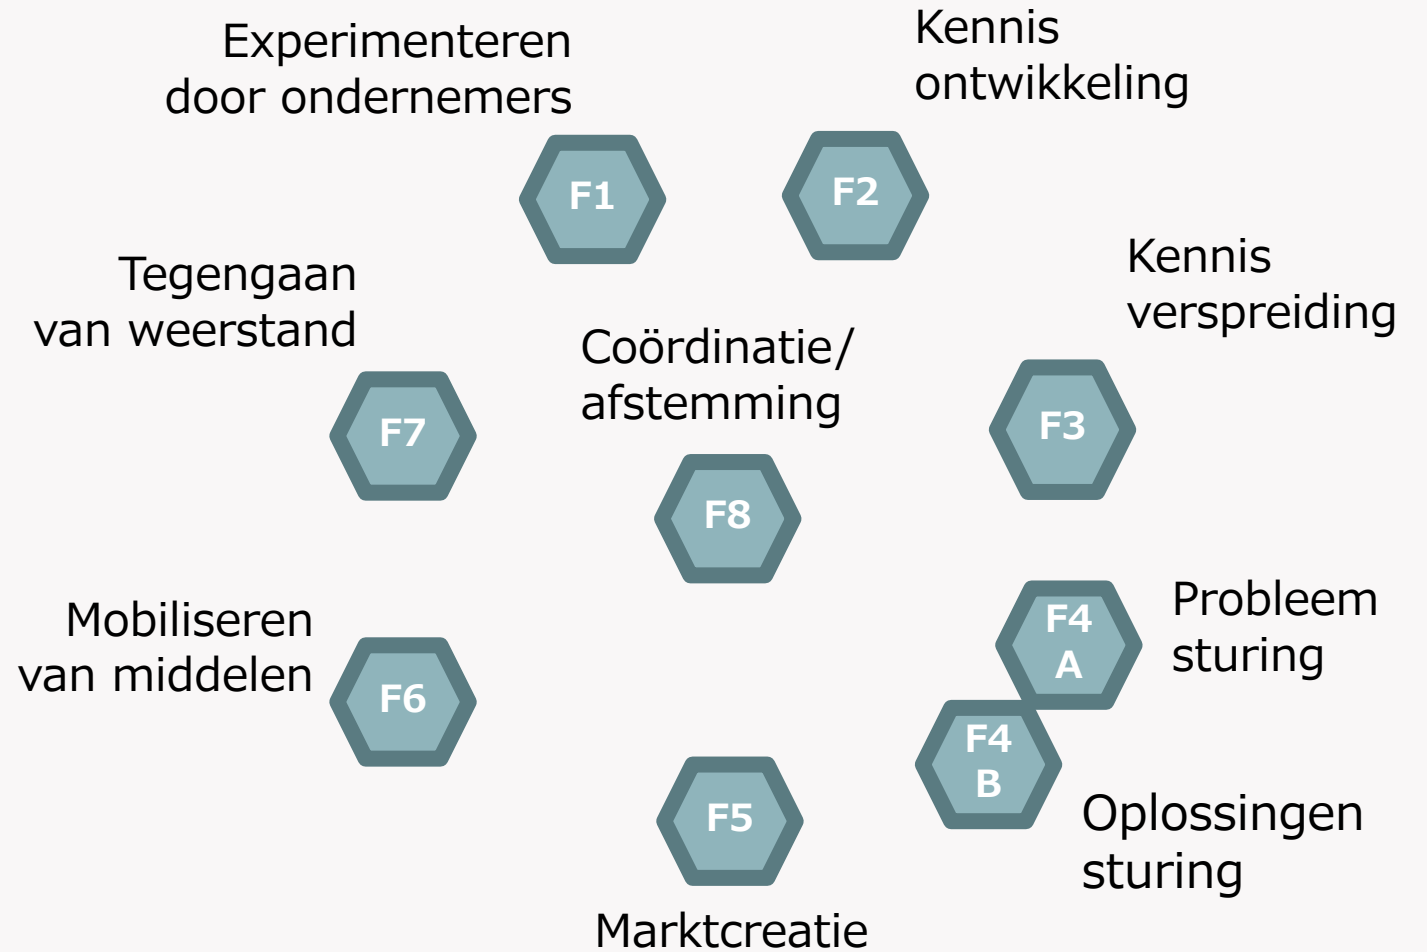 Experimenteren
door ondernemers
F1
Kennis
ontwikkeling
F2
Kennis
verspreiding
F3
Tegengaan
van weerstand
F7
Coördinatie/
afstemming
F8
Probleem
sturing
F4
A
F4
B
Oplossingen
sturing
Mobiliseren
van middelen
F6
F5
Marktcreatie